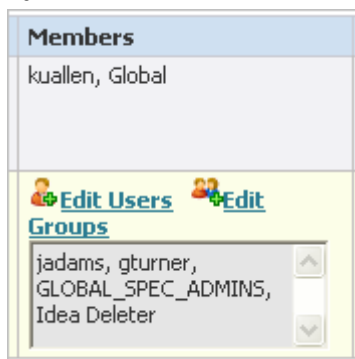 Members
kuallen, Global
Edit Users Edit
Groups
jadams, gturner,
GLOBAL_SPEC_ADMINS,
Idea Deleter